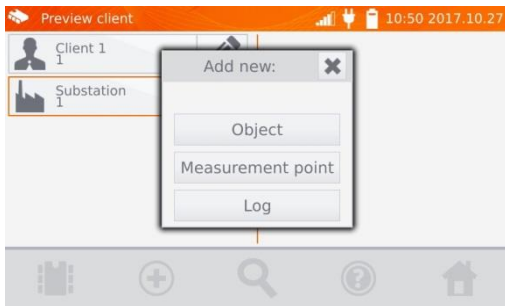 Preview client
10:50 2017.10.27
Client 1
1
Substation
1
Add new:
Object
Measurement point
Log